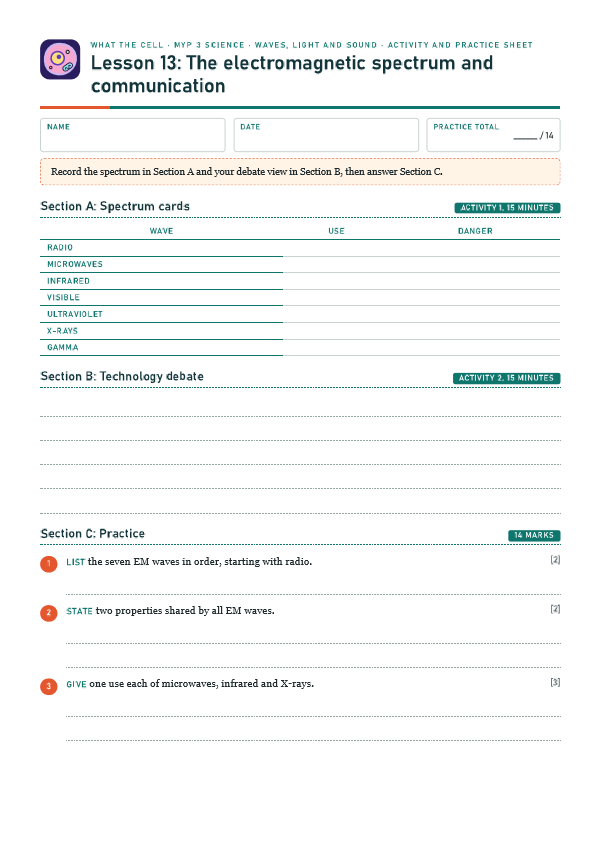 WHAT THE CELL · MYP 3 SCIENCE · WAVES, LIGHT AND SOUND · ACTIVITY AND PRACTICE SHEET
Lesson 13: The electromagnetic spectrum and
communication
NAME
DATE
PRACTICE TOTAL
____ / 14
Record the spectrum in Section A and your debate view in Section B, then answer Section C.
Section A: Spectrum cards
ACTIVITY 1, 15 MINUTES
WAVE USE DANGER
RADIO
MICROWAVES
INFRARED
VISIBLE
ULTRAVIOLET
X-RAYS
GAMMA
Section B: Technology debate
ACTIVITY 2, 15 MINUTES
Section C: Practice
14 MARKS
1 LIST the seven EM waves in order, starting with radio. [2]
2 STATE two properties shared by all EM waves. [2]
3 GIVE one use each of microwaves, infrared and X-rays. [3]